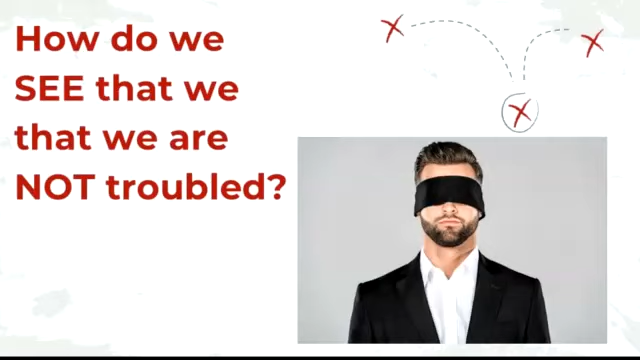 How do we
SEE that we
that we are
NOT troubled?